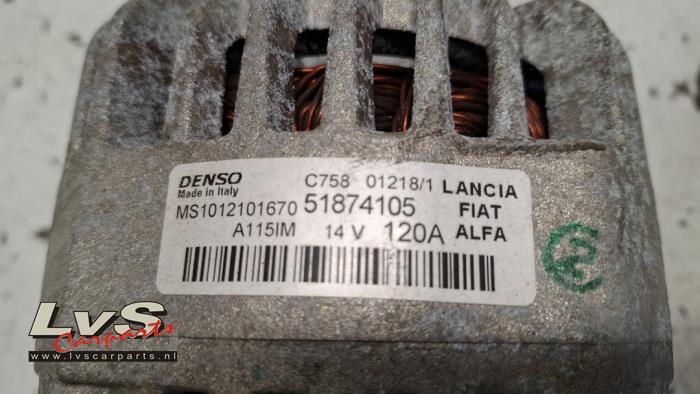 DENSO C758 01218/1 LANCIA
Made in Italy
MS1012101670 51874105 FIAT
A115IM 14 V 120A ALFA
LvS
Carparts
www.lvscarparts.nl